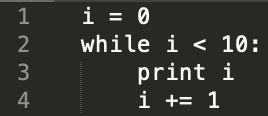 1 i = 0
2 while i < 10:
3     print i
4     i += 1